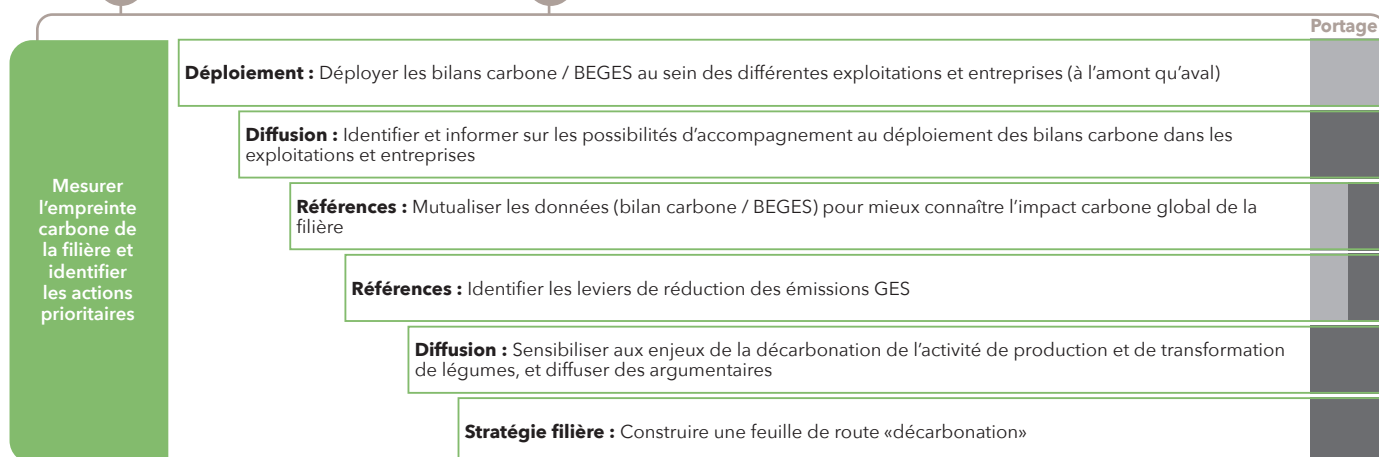 Portage
Mesurer
l'empreinte
carbone de
la filière et
identifier
les actions
prioritaires
Déploiement : Déployer les bilans carbone / BEGES au sein des différentes exploitations et entreprises (à l'amont qu'aval)
Diffusion : Identifier et informer sur les possibilités d'accompagnement au déploiement des bilans carbone dans les
exploitations et entreprises
Références : Mutualiser les données (bilan carbone / BEGES) pour mieux connaître l'impact carbone global de la
filière
Références : Identifier les leviers de réduction des émissions GES
Diffusion : Sensibiliser aux enjeux de la décarbonation de l'activité de production et de transformation
de légumes, et diffuser des argumentaires
Stratégie filière : Construire une feuille de route «décarbonation»